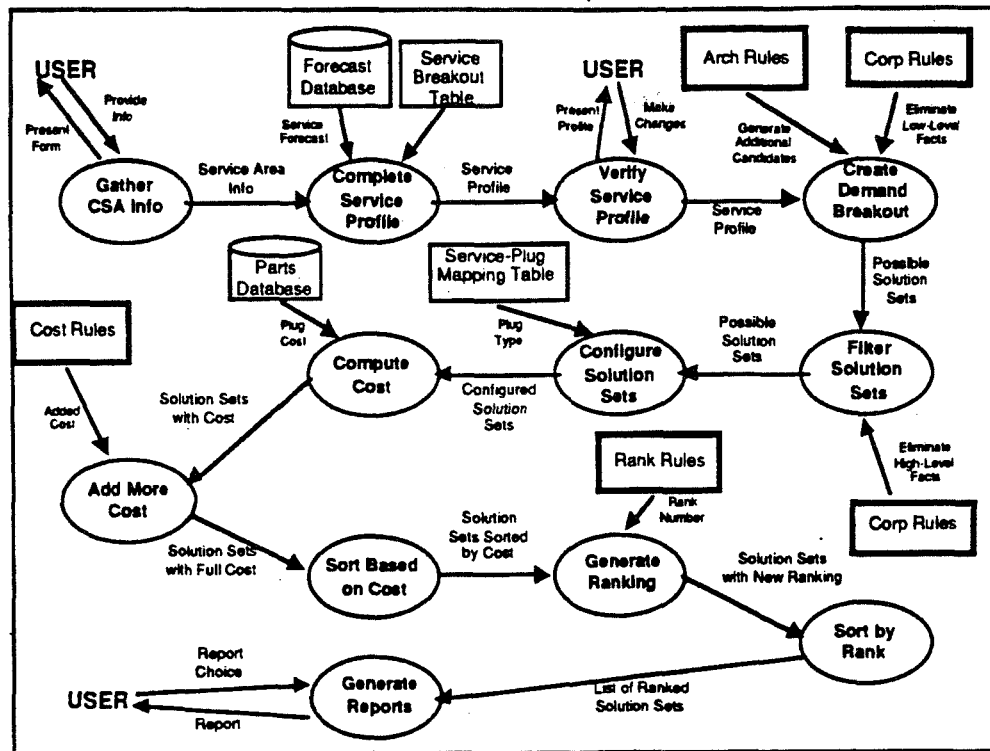 USER
Provide
Info
Present
Form
Gather
CSA Info
Service Area
Info
Forecast
Database
Service
Breakout
Table
Service
Forecast
Complete
Service
Profile
Service
Profile
USER
Present
Profile
Make
Changes
Verify
Service
Profile
Service
Profile
Arch Rules
Corp Rules
Generate
Additional
Candidates
Eliminate
Low-Level
Facts
Create
Demand
Breakout
Possible
Solution
Sets
Filter
Solution
Sets
Eliminate
High-Level
Facts
Corp Rules
Possible
Solution
Sets
Service-Plug
Mapping Table
Plug
Type
Configure
Solution
Sets
Configured
Solution
Sets
Parts
Database
Plug
Cost
Compute
Cost
Solution Sets
with Cost
Cost Rules
Added
Cost
Add More
Cost
Solution Sets
with Full Cost
Sort Based
on Cost
Solution
Sets Sorted
by Cost
Rank Rules
Rank
Number
Generate
Ranking
Solution Sets
with New Ranking
Sort by
Rank
List of Ranked
Solution Sets
Generate
Reports
Report
Choice
USER
Report